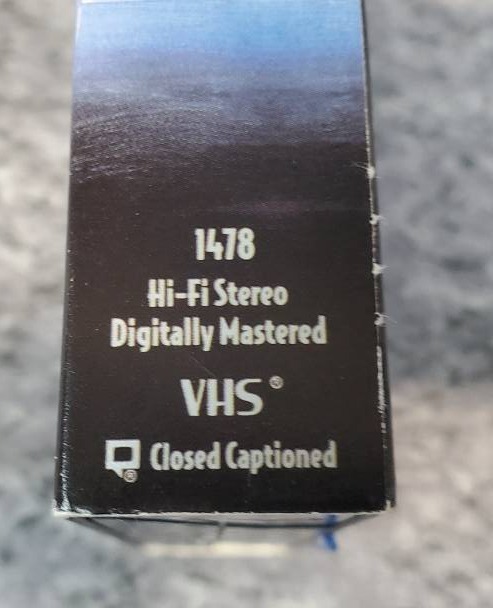 1478
Hi-Fi Stereo
Digitally Mastered
VHS®
® Closed Captioned